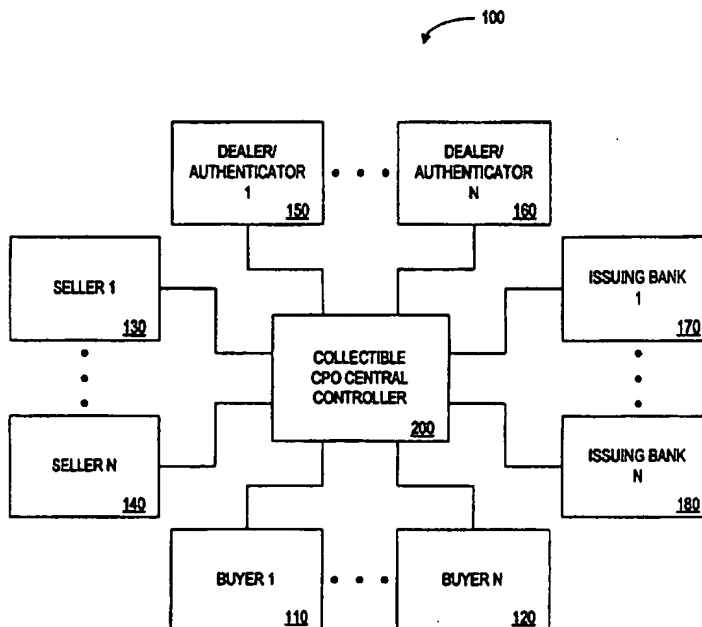 100
DEALER/
AUTHENTICATOR
1
150
DEALER/
AUTHENTICATOR
N
160
SELLER 1
130
ISSUING BANK
1
170
COLLECTIBLE
CPO CENTRAL
CONTROLLER
200
SELLER N
140
ISSUING BANK
N
180
BUYER 1
110
BUYER N
120